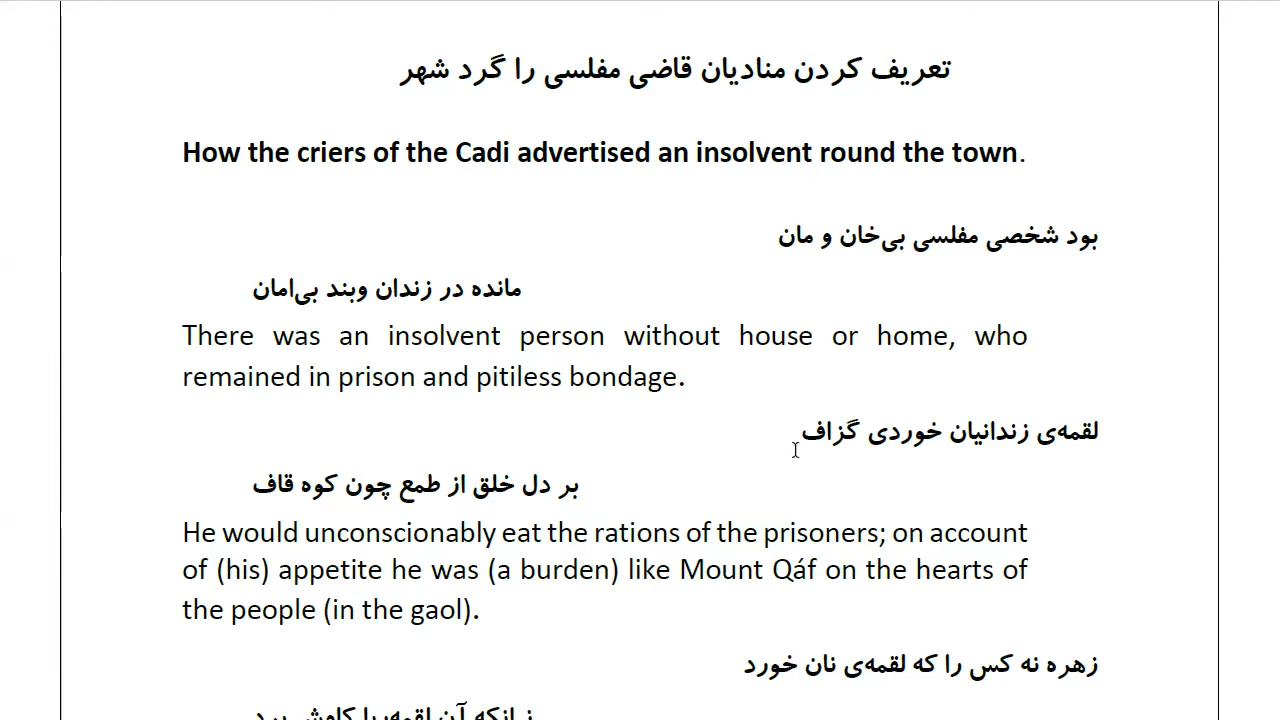 تعریف کردن منادیان قاضی مفلسی را گرد شهر
How the criers of the Cadi advertised an insolvent round the town.
بود شخصی مفلسی بی‌خان و مان
مانده در زندان وبند بی‌امان
There was an insolvent person without house or home, who
remained in prison and pitiless bondage.
لقمه‌ی زندانیان خوردی گزاف
بر دل خلق از طمع چون کوه قاف
He would unconscionably eat the rations of the prisoners; on account
of (his) appetite he was (a burden) like Mount Qáf on the hearts of
the people (in the gaol).
زهره نه کس را که لقمه‌ی نان خورد
زانکه آن لقمه‌ربا